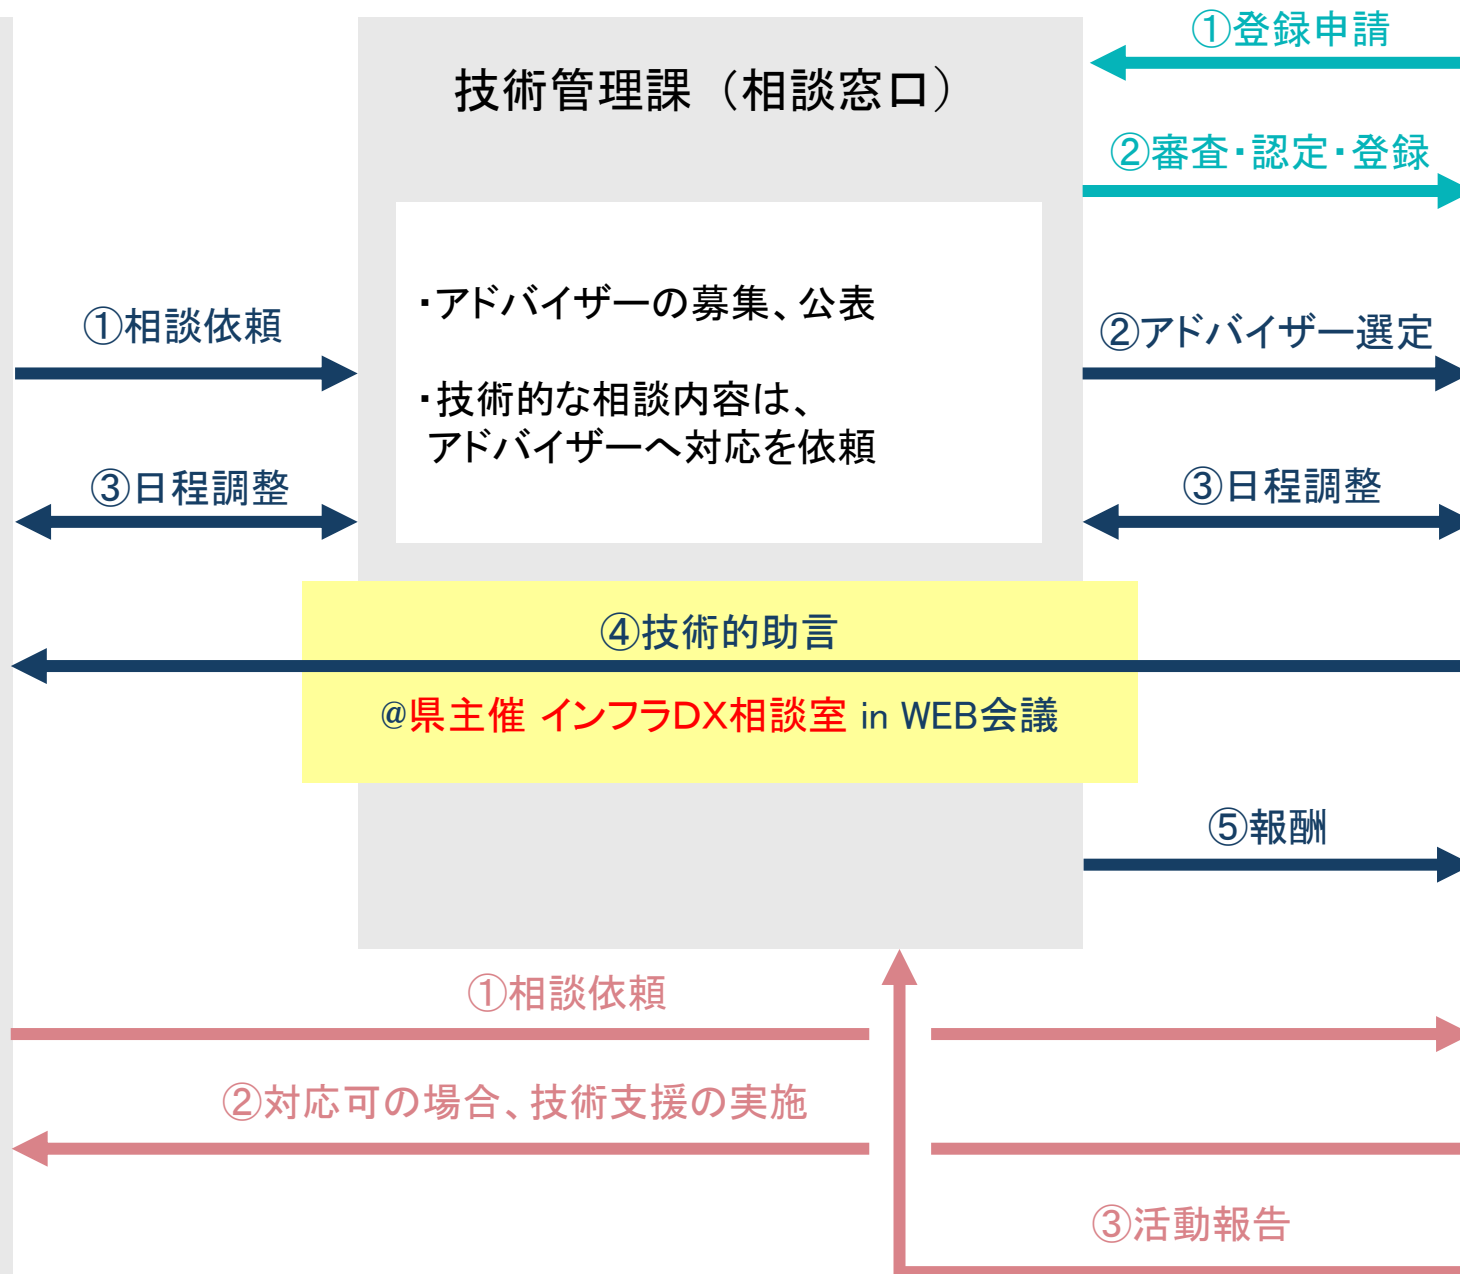 ①登録申請
技術管理課（相談窓口）
②審査・認定・登録
・アドバイザーの募集、公表
①相談依頼
②アドバイザー選定
・技術的な相談内容は、
アドバイザーへ対応を依頼
③日程調整
③日程調整
④技術的助言
@県主催 インフラDX相談室 in WEB会議
⑤報酬
①相談依頼
②対応可の場合、技術支援の実施
③活動報告